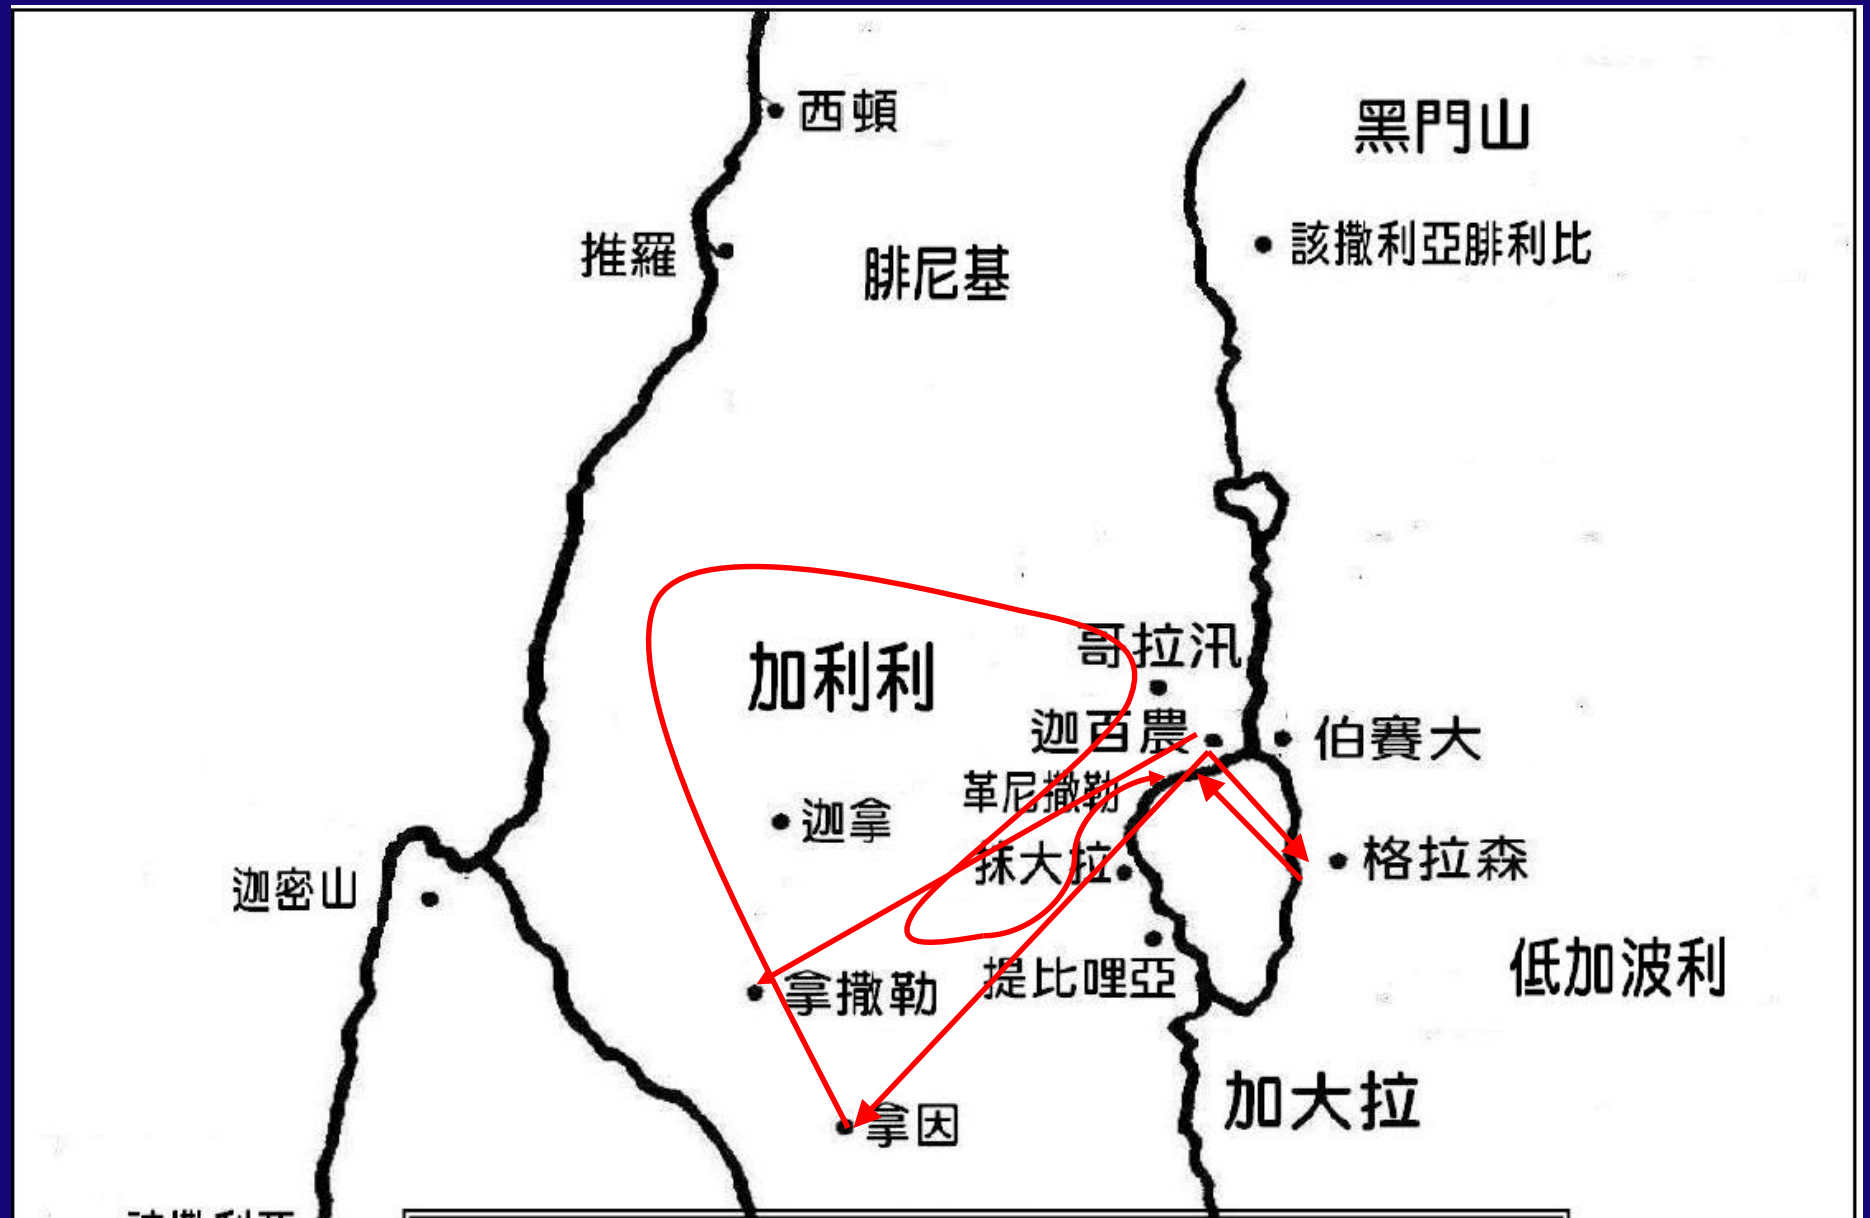 西頓
黑門山
推羅
腓尼基
該撒利亞腓利比
哥拉汛
加利利
迦百農
伯賽大
革尼撒勒
迦拿
抹大拉
格拉森
迦密山
拿撒勒
提比哩亞
低加波利
加大拉
拿因